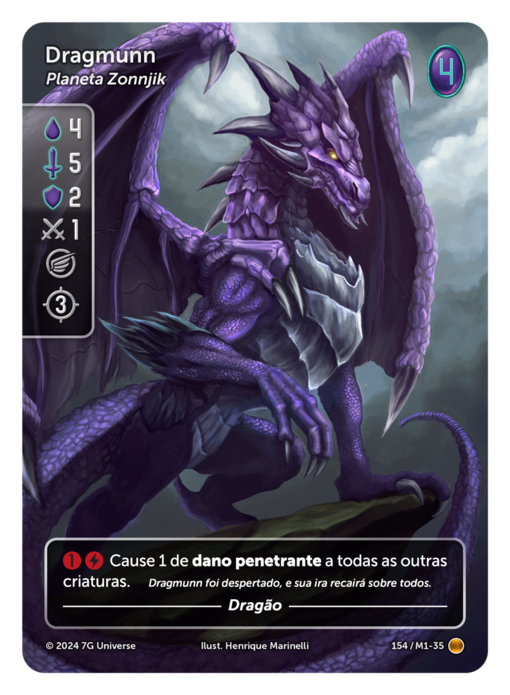 Dragmunn
Planeta Zonnjik
4
4
5
2
1
3
1 Cause 1 de dano penetrante a todas as outras
criaturas. Dragmunn foi despertado, e sua ira recairá sobre todos.
Dragão
© 2024 7G Universe Ilust. Henrique Marinelli 154 / M1-35